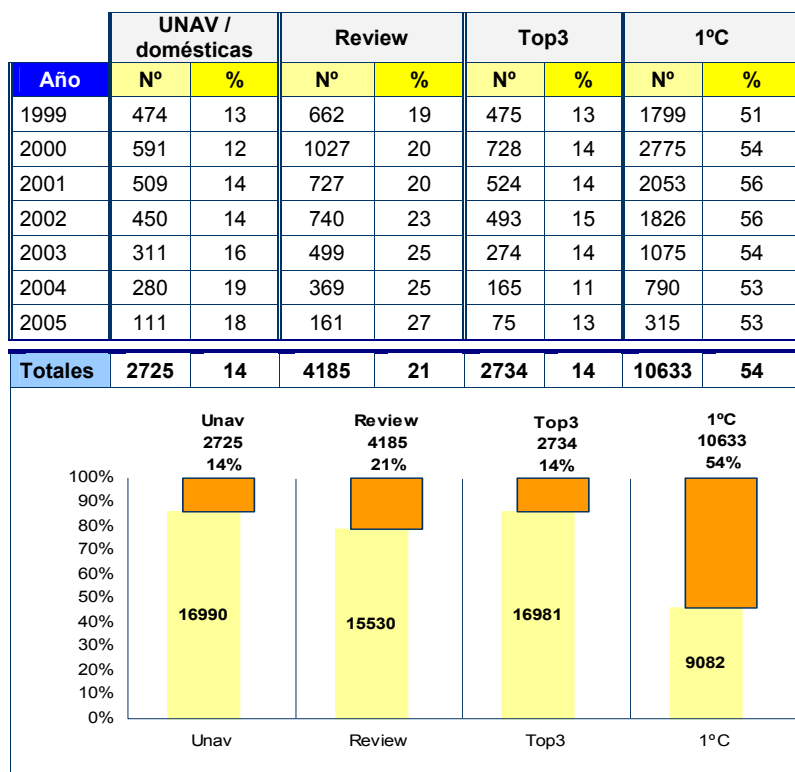 UNAV / domésticas Review Top3 1ºC
Año Nº % Nº % Nº % Nº %
1999 474 13 662 19 475 13 1799 51
2000 591 12 1027 20 728 14 2775 54
2001 509 14 727 20 524 14 2053 56
2002 450 14 740 23 493 15 1826 56
2003 311 16 499 25 274 14 1075 54
2004 280 19 369 25 165 11 790 53
2005 111 18 161 27 75 13 315 53
Totales 2725 14 4185 21 2734 14 10633 54
Unav Review Top3 1ºC
2725 4185 2734 10633
14% 21% 14% 54%
100%
90%
80%
70%
60%
50%
40%
30%
20%
10%
0%
16990 15530 16981 9082
Unav Review Top3 1ºC